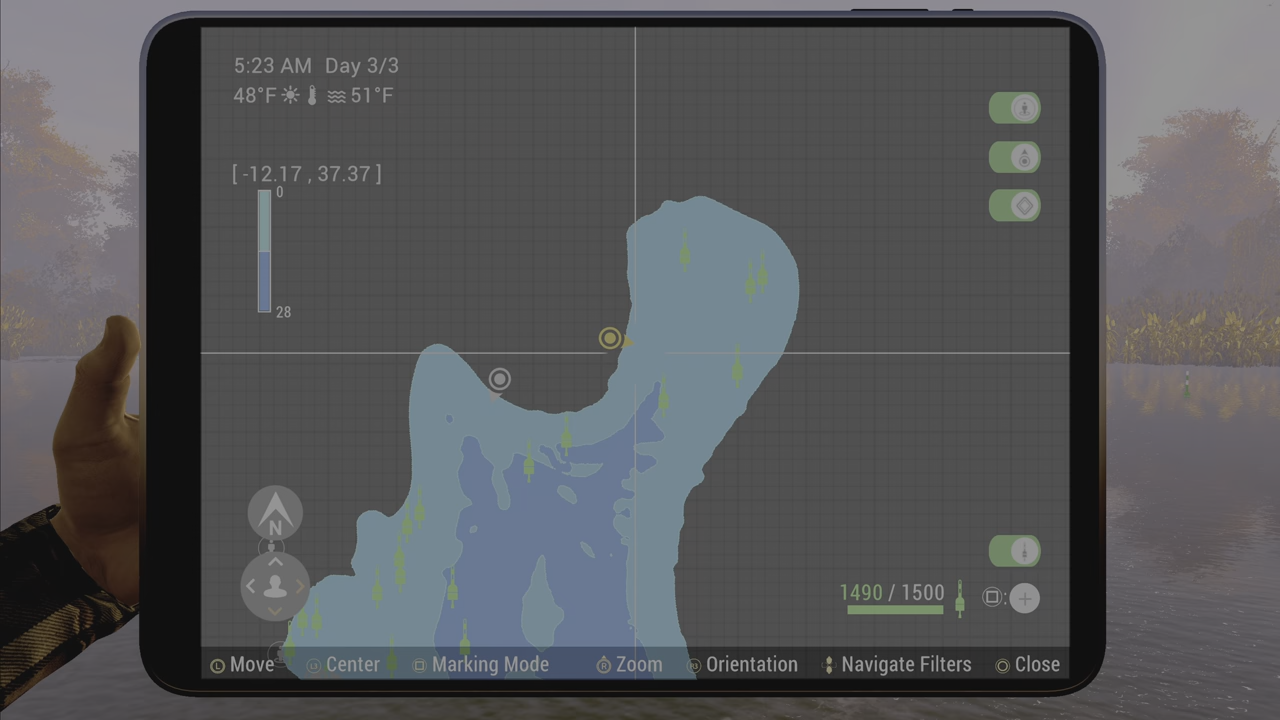 5:23 AM Day 3/3
48°F 51°F
[ -12.17 , 37.37 ]
0
28
N
1490 / 1500
Move Center Marking Mode Zoom Orientation Navigate Filters Close